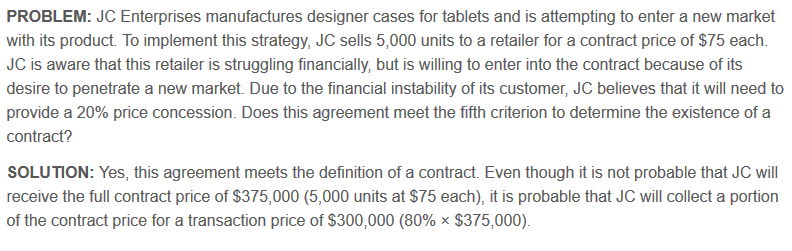 PROBLEM: JC Enterprises manufactures designer cases for tablets and is attempting to enter a new market
with its product. To implement this strategy, JC sells 5,000 units to a retailer for a contract price of $75 each.
JC is aware that this retailer is struggling financially, but is willing to enter into the contract because of its
desire to penetrate a new market. Due to the financial instability of its customer, JC believes that it will need to
provide a 20% price concession. Does this agreement meet the fifth criterion to determine the existence of a
contract?
SOLUTION: Yes, this agreement meets the definition of a contract. Even though it is not probable that JC will
receive the full contract price of $375,000 (5,000 units at $75 each), it is probable that JC will collect a portion
of the contract price for a transaction price of $300,000 (80% × $375,000).